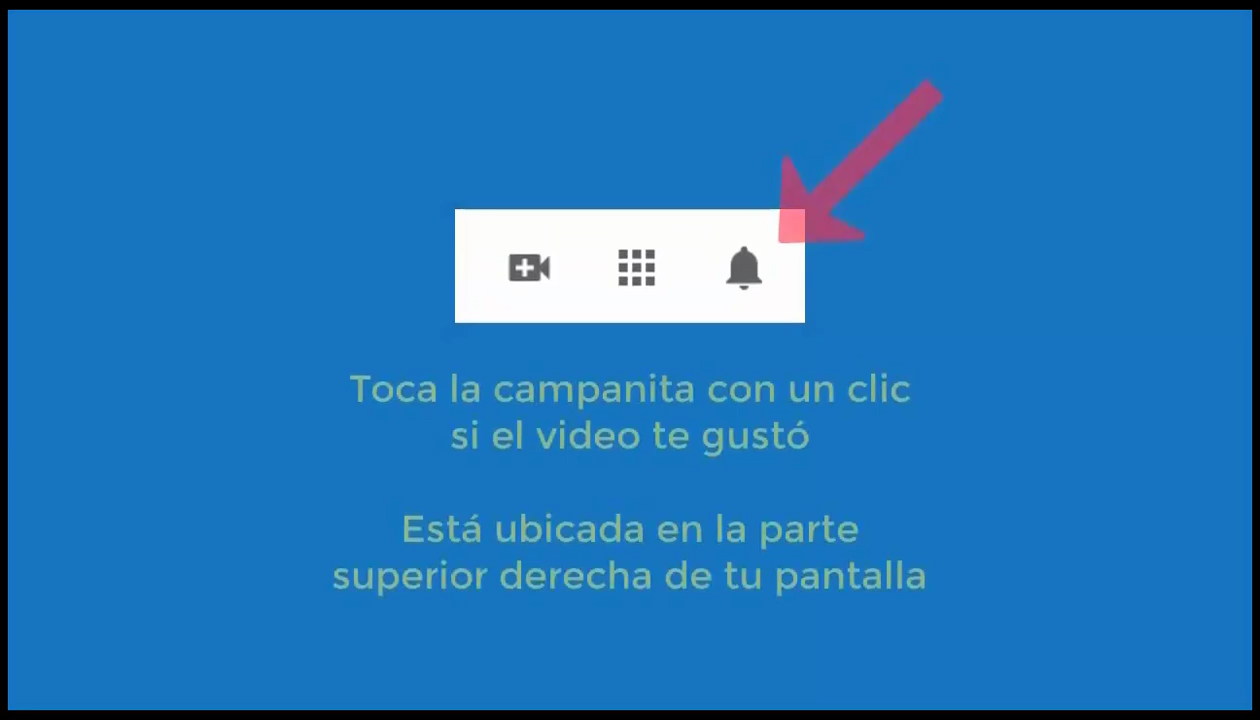 Toca la campanita con un clic
si el video te gustó
Está ubicada en la parte
superior derecha de tu pantalla